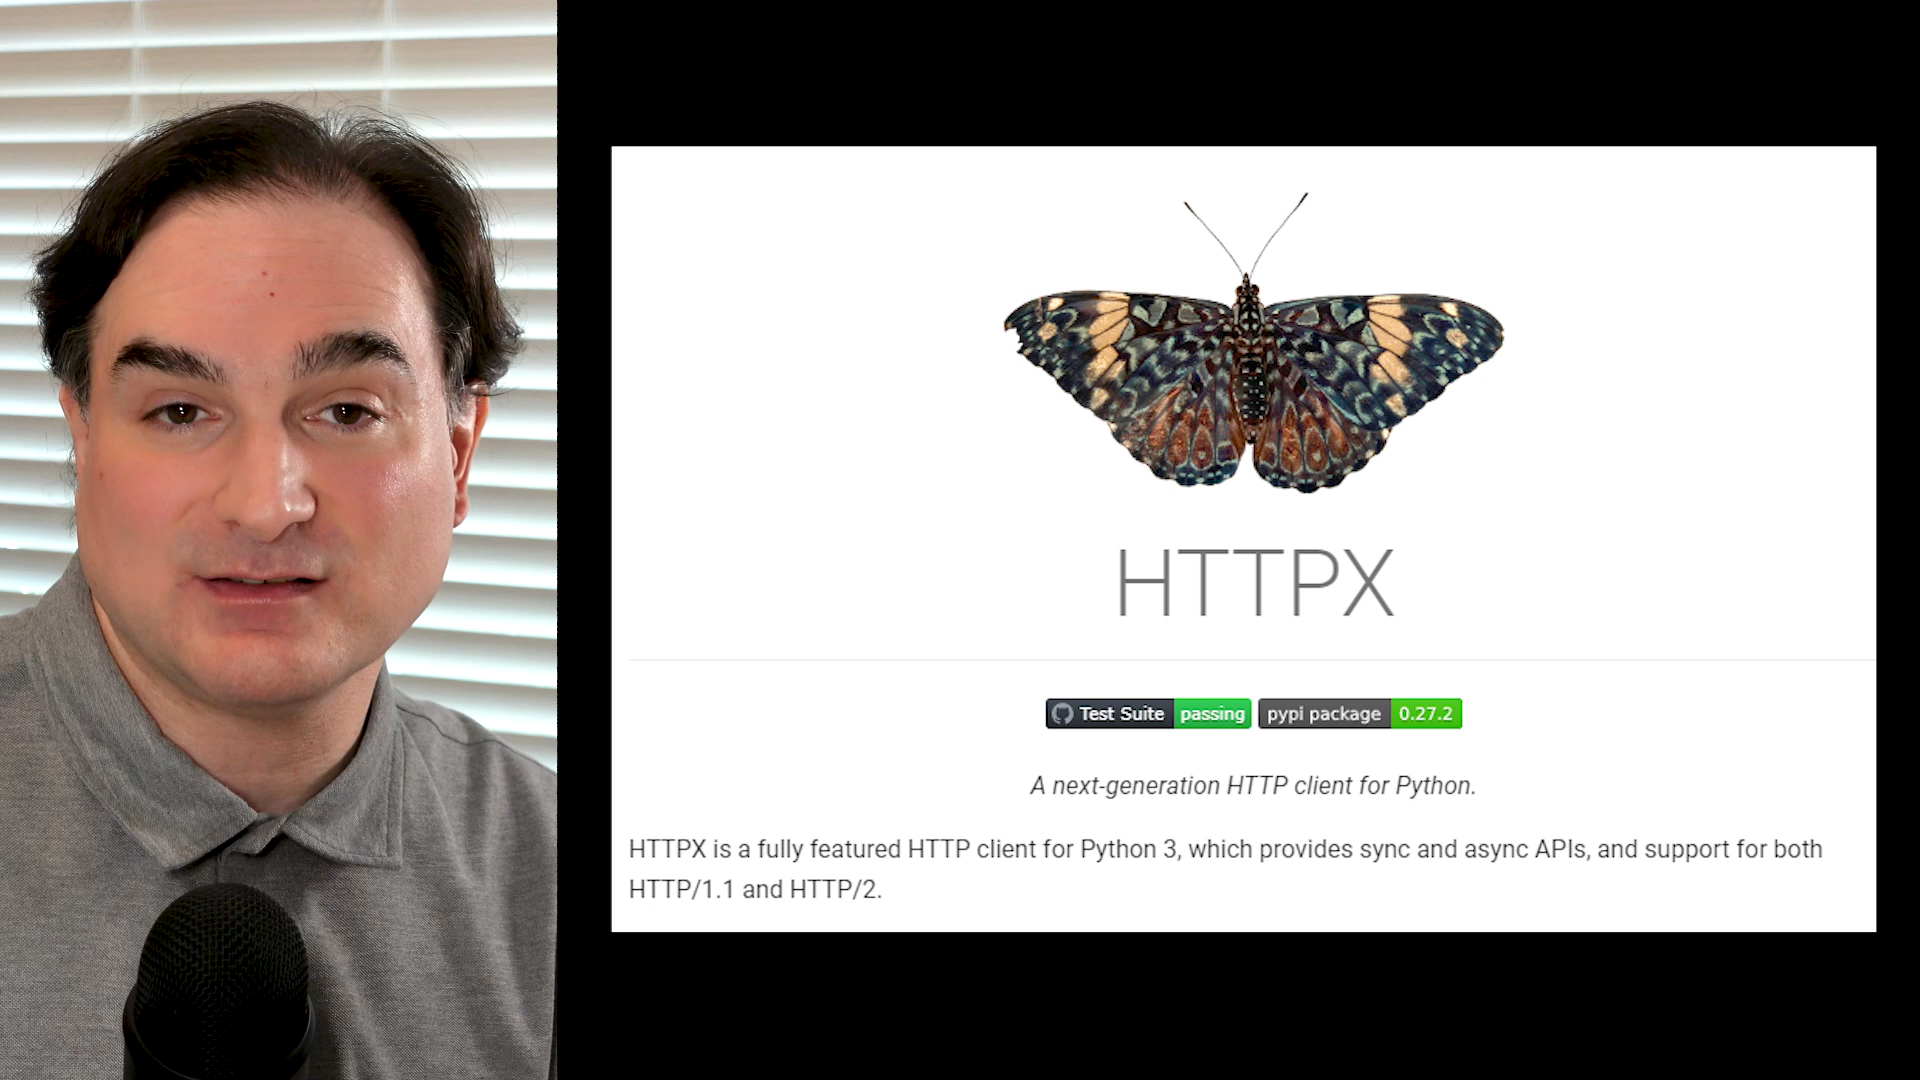 HTTPX
Test Suite passing pypi package 0.27.2
A next-generation HTTP client for Python.
HTTPX is a fully featured HTTP client for Python 3, which provides sync and async APIs, and support for both
HTTP/1.1 and HTTP/2.